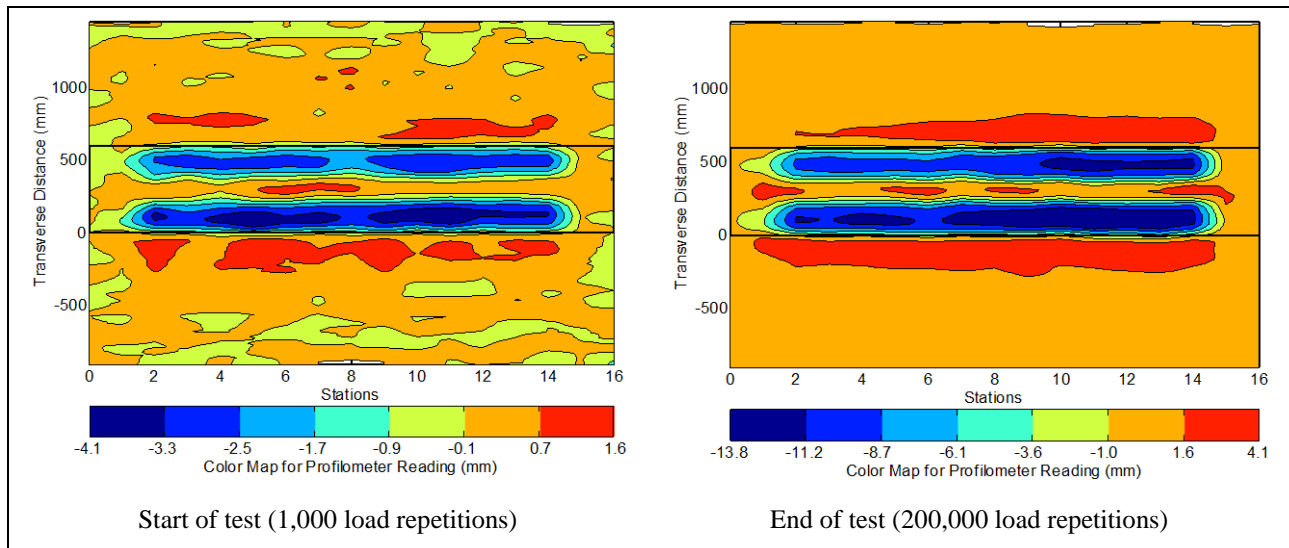 1000
500
0
-500
Transverse Distance (mm)
0 2 4 6 8 10 12 14 16
Stations
-4.1 -3.3 -2.5 -1.7 -0.9 -0.1 0.7 1.6
Color Map for Profilometer Reading (mm)
Start of test (1,000 load repetitions)
1000
500
0
-500
Transverse Distance (mm)
0 2 4 6 8 10 12 14 16
Stations
-13.8 -11.2 -8.7 -6.1 -3.6 -1.0 1.6 4.1
Color Map for Profilometer Reading (mm)
End of test (200,000 load repetitions)